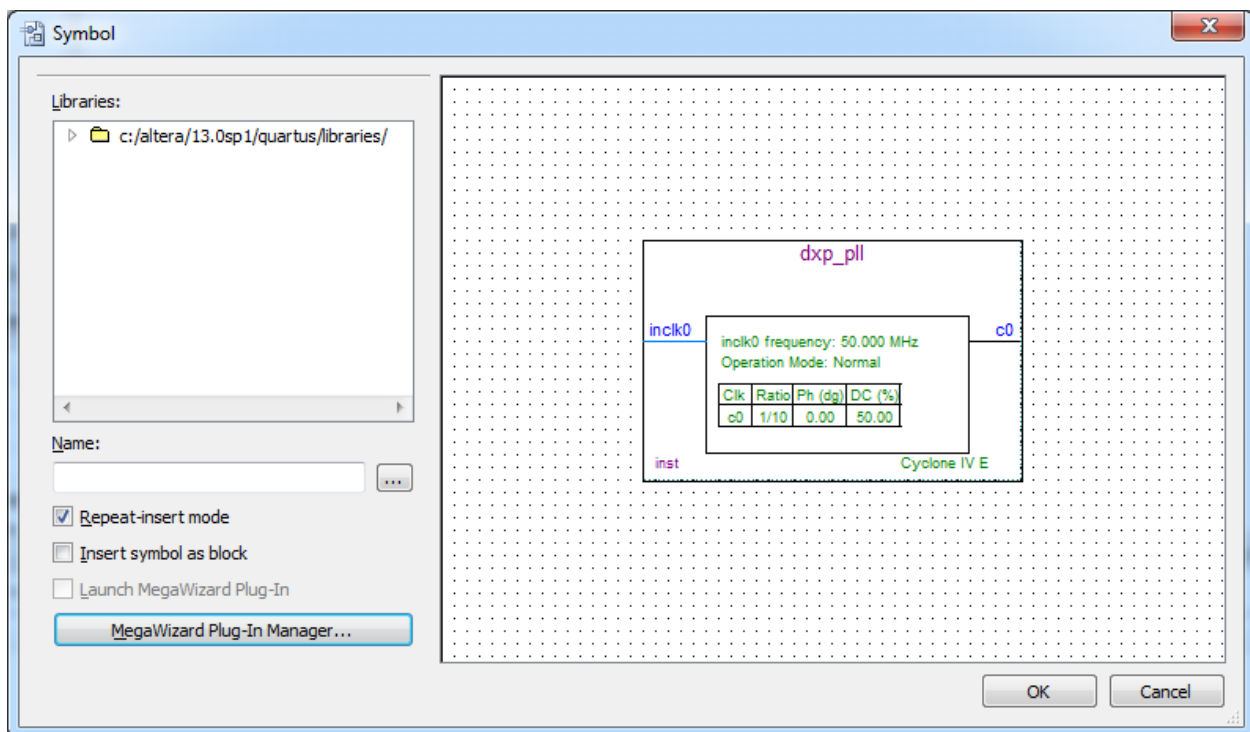 Symbol
Libraries:
c:/altera/13.0sp1/quartus/libraries/
Name:
...
Repeat-insert mode
Insert symbol as block
Launch MegaWizard Plug-In
MegaWizard Plug-In Manager...
dxp_pll
inclk0
c0
inclk0 frequency: 50.000 MHz
Operation Mode: Normal
Clk Ratio Ph (dg) DC (%)
c0 1/10 0.00 50.00
inst
Cyclone IV E
OK
Cancel